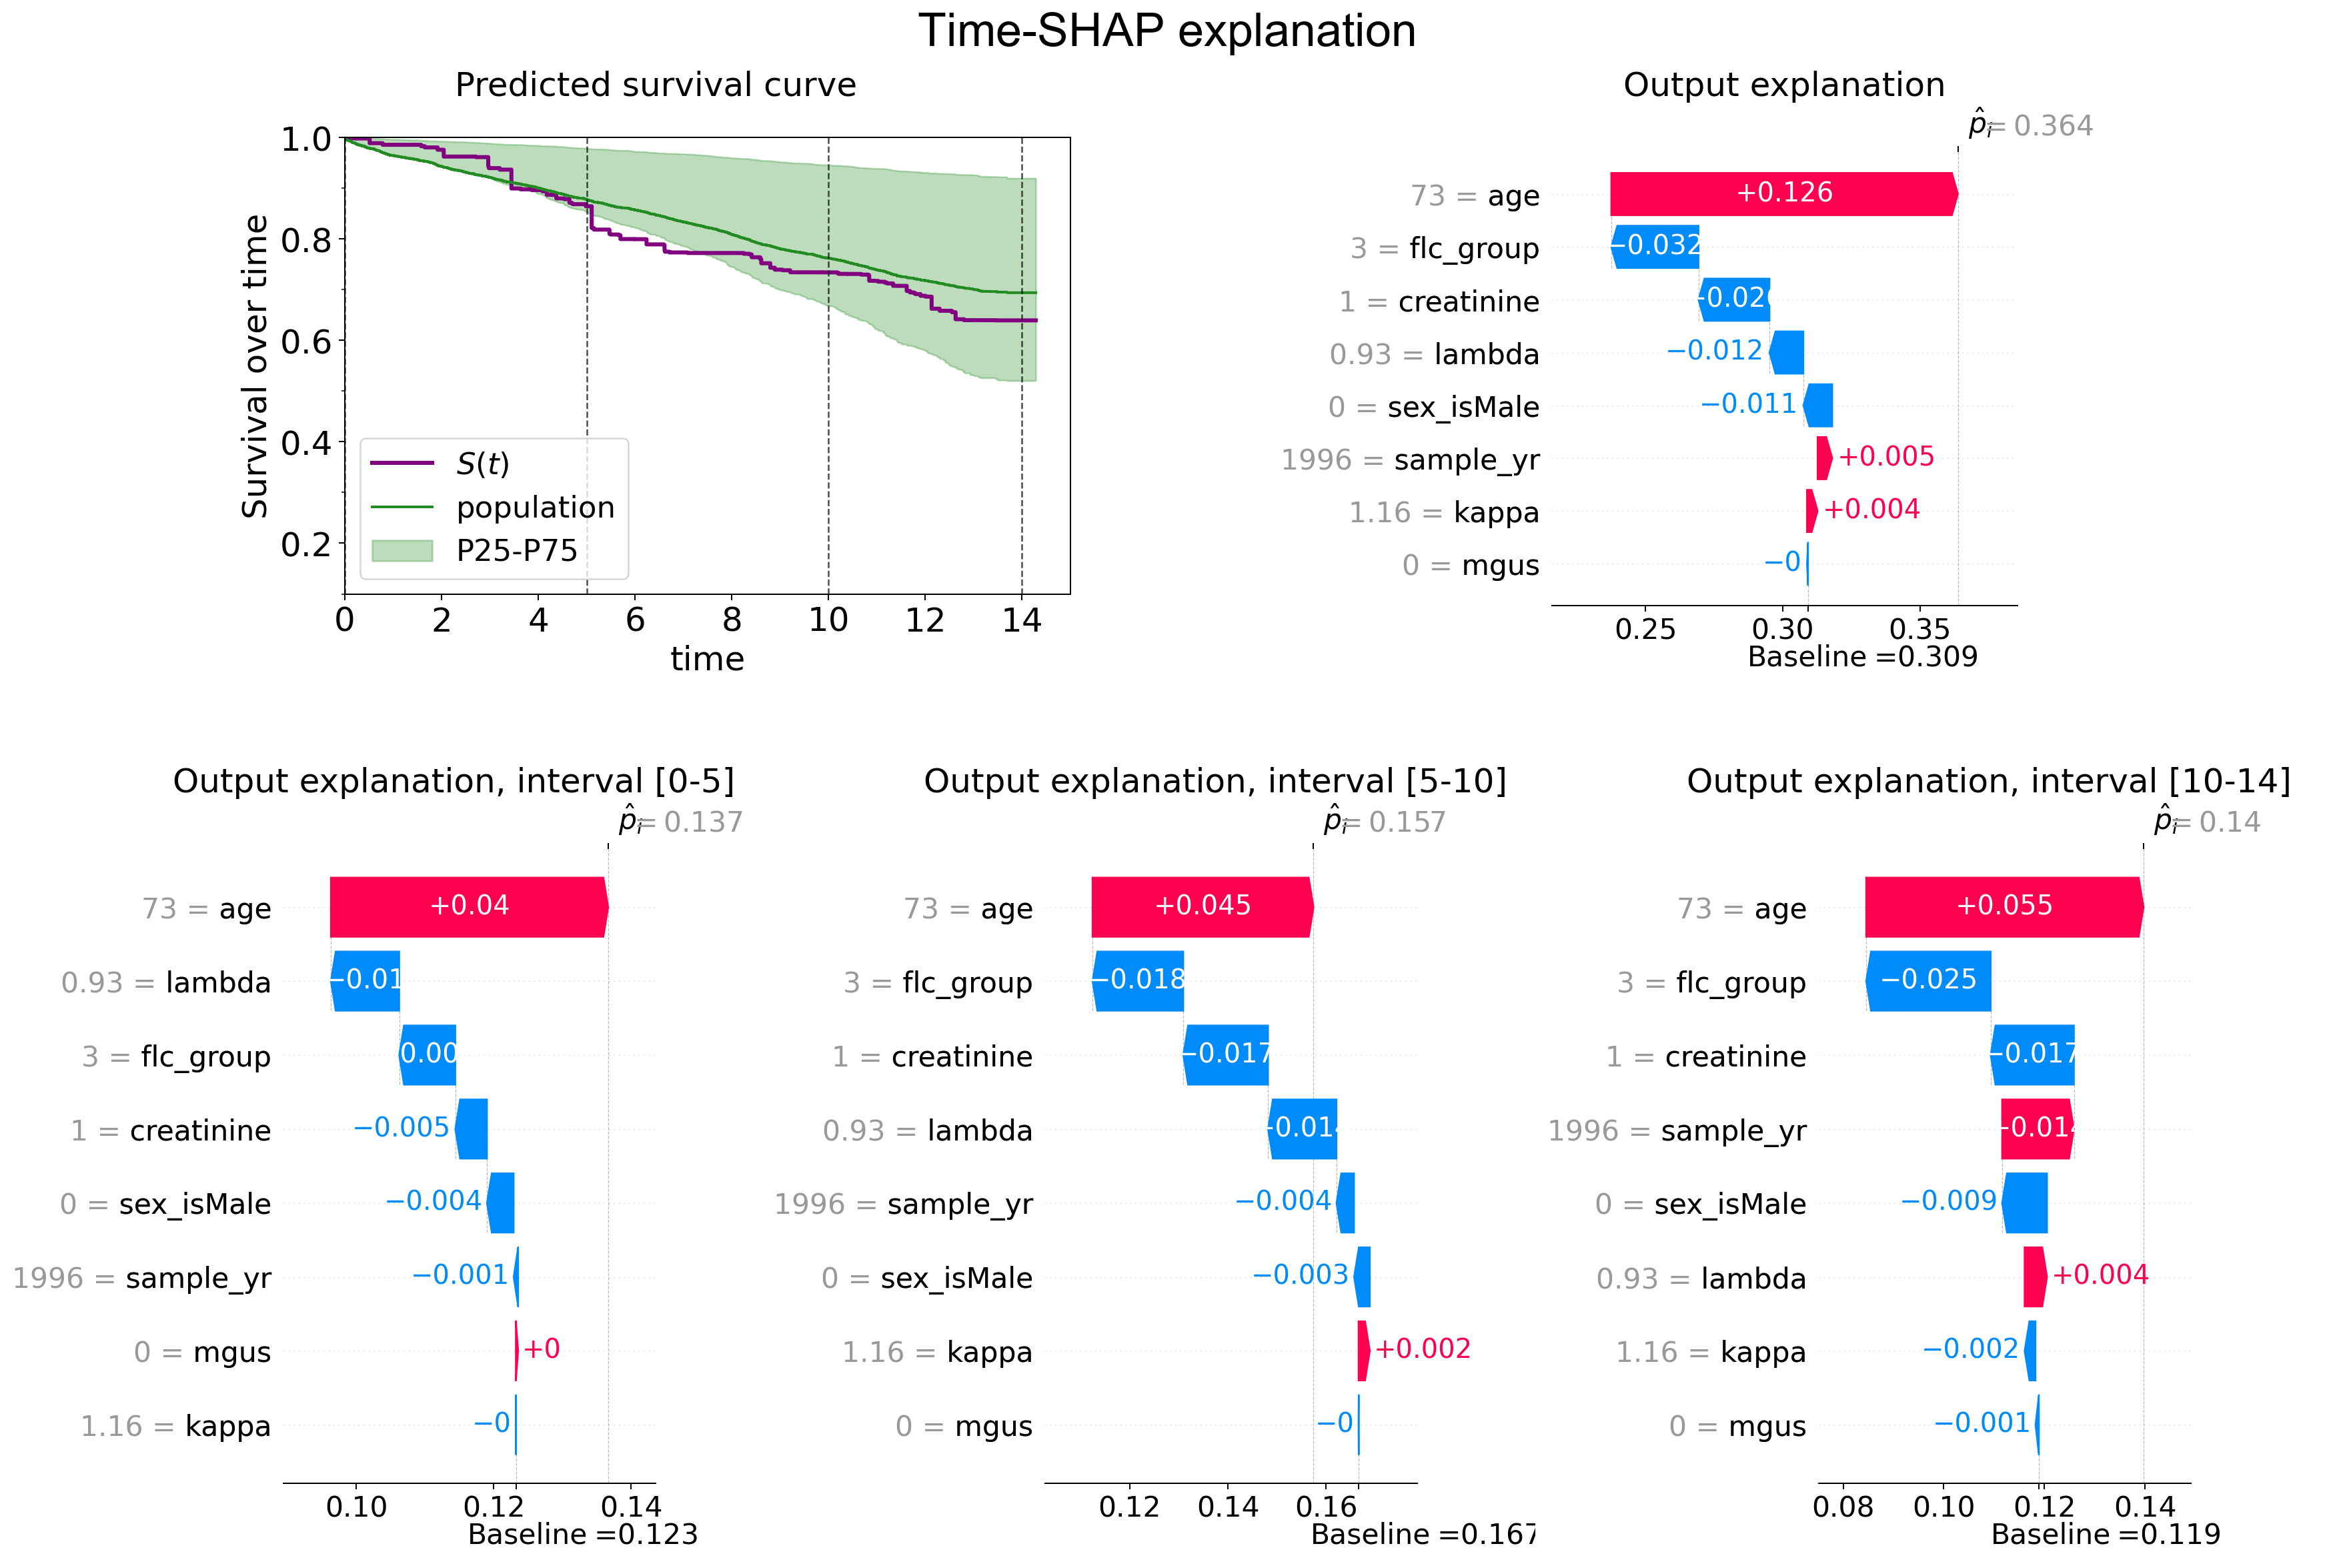 Time-SHAP explanation
Predicted survival curve
Survival over time
1.0
0.8
0.6
0.4
0.2
S(t)
population
P25-P75
0 2 4 6 8 10 12 14
time
Output explanation
p̂i = 0.364
73 = age +0.126
3 = flc_group −0.032
1 = creatinine
0.93 = lambda −0.012
0 = sex_isMale −0.011
1996 = sample_yr +0.005
1.16 = kappa +0.004
0 = mgus −0
0.25 0.30 0.35
Baseline =0.309
Output explanation, interval [0-5]
p̂i = 0.137
73 = age +0.04
0.93 = lambda −0.01
3 = flc_group
1 = creatinine −0.005
0 = sex_isMale −0.004
1996 = sample_yr −0.001
0 = mgus +0
1.16 = kappa −0
0.10 0.12 0.14
Baseline =0.123
Output explanation, interval [5-10]
p̂i = 0.157
73 = age +0.045
3 = flc_group −0.018
1 = creatinine −0.017
0.93 = lambda −0.014
1996 = sample_yr −0.004
0 = sex_isMale −0.003
1.16 = kappa +0.002
0 = mgus −0
0.12 0.14 0.16
Baseline =0.167
Output explanation, interval [10-14]
p̂i = 0.14
73 = age +0.055
3 = flc_group −0.025
1 = creatinine −0.017
1996 = sample_yr
0 = sex_isMale −0.009
0.93 = lambda +0.004
1.16 = kappa −0.002
0 = mgus −0.001
0.08 0.10 0.12 0.14
Baseline =0.119